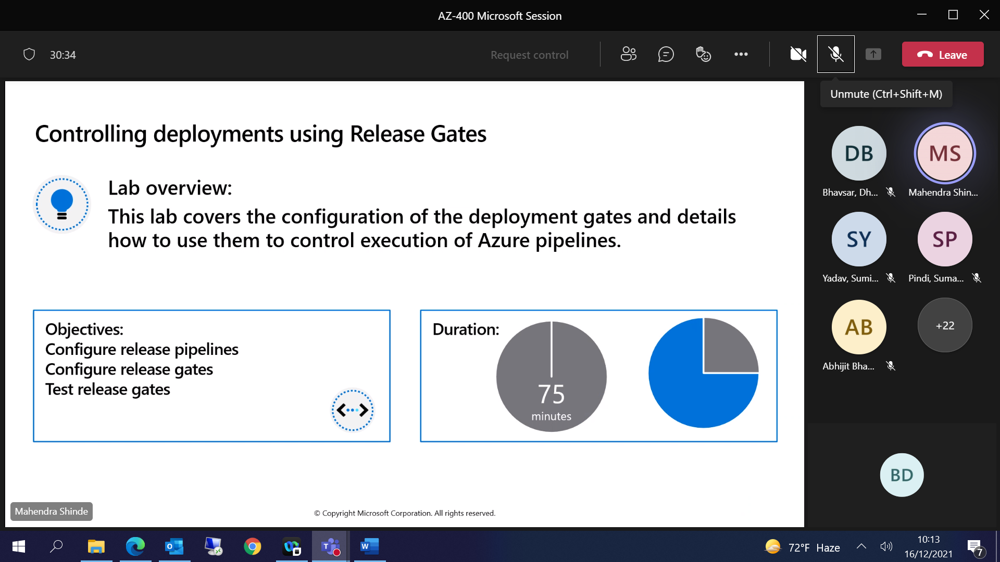 AZ-400 Microsoft Session
30:34
Request control
Leave
Unmute (Ctrl+Shift+M)
Controlling deployments using Release Gates
Lab overview:
This lab covers the configuration of the deployment gates and details
how to use them to control execution of Azure pipelines.
Objectives:
Configure release pipelines
Configure release gates
Test release gates
Duration:
75
minutes
© Copyright Microsoft Corporation. All rights reserved.
Mahendra Shinde
DB
Bhavsar, Dh...
MS
Mahendra Shin...
SY
Yadav, Sumi...
SP
Pindi, Suma...
AB
Abhijit Bha...
+22
BD
O
T
W
72°F Haze
10:13
16/12/2021
7